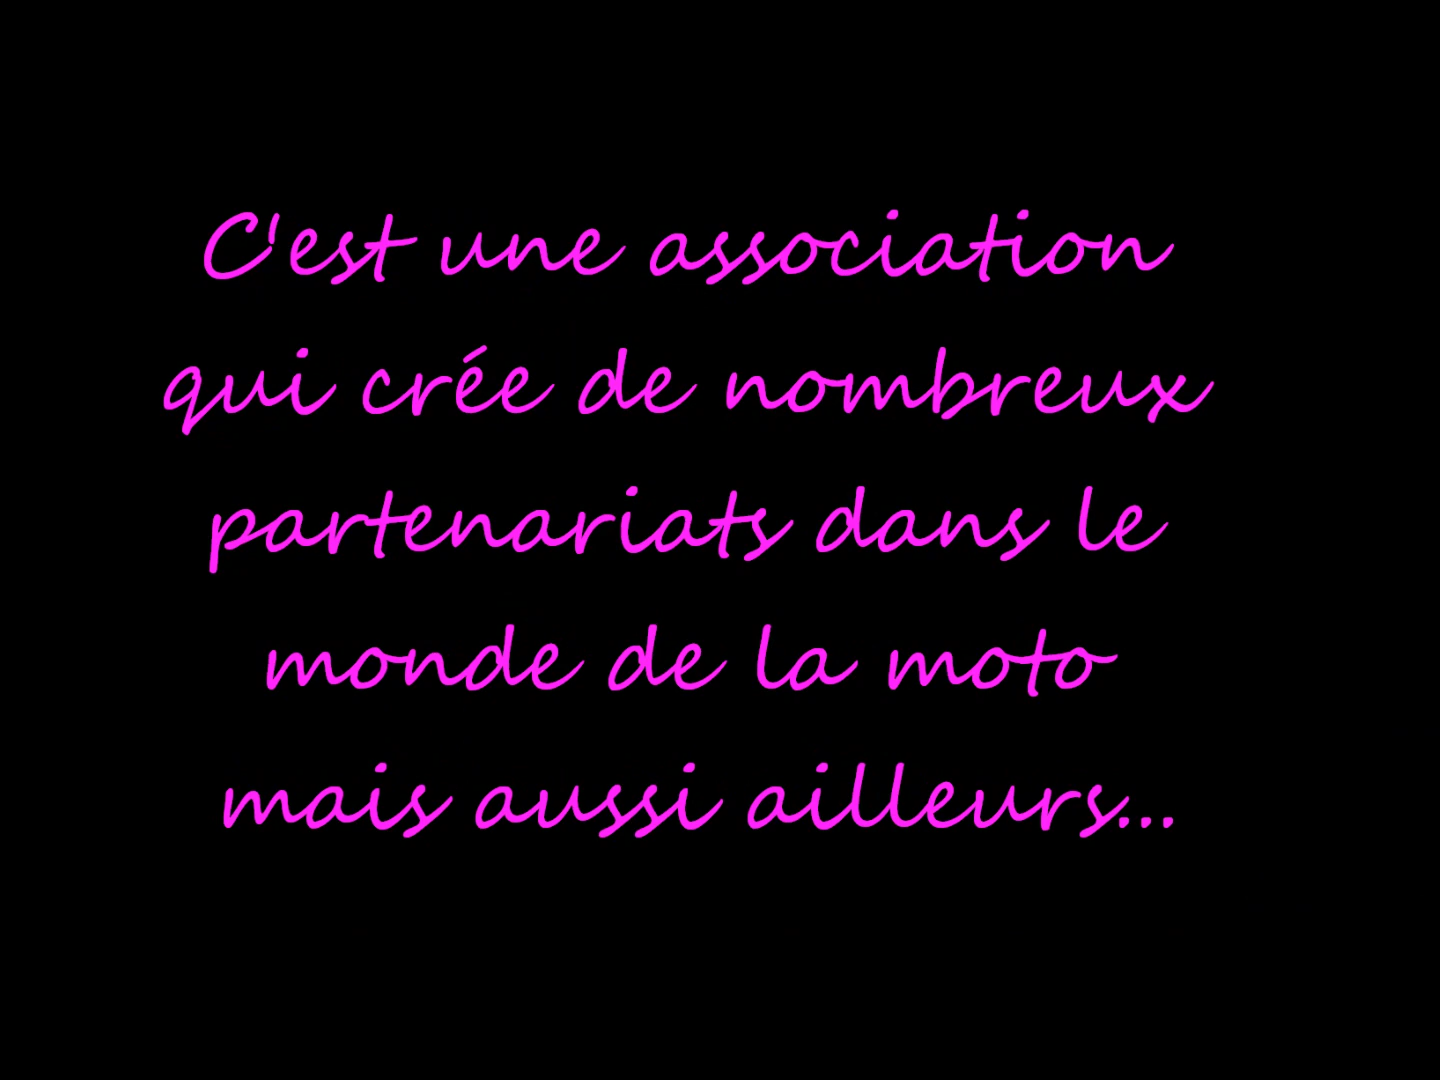 C'est une association
qui crée de nombreux
partenariats dans le
monde de la moto
mais aussi ailleurs...